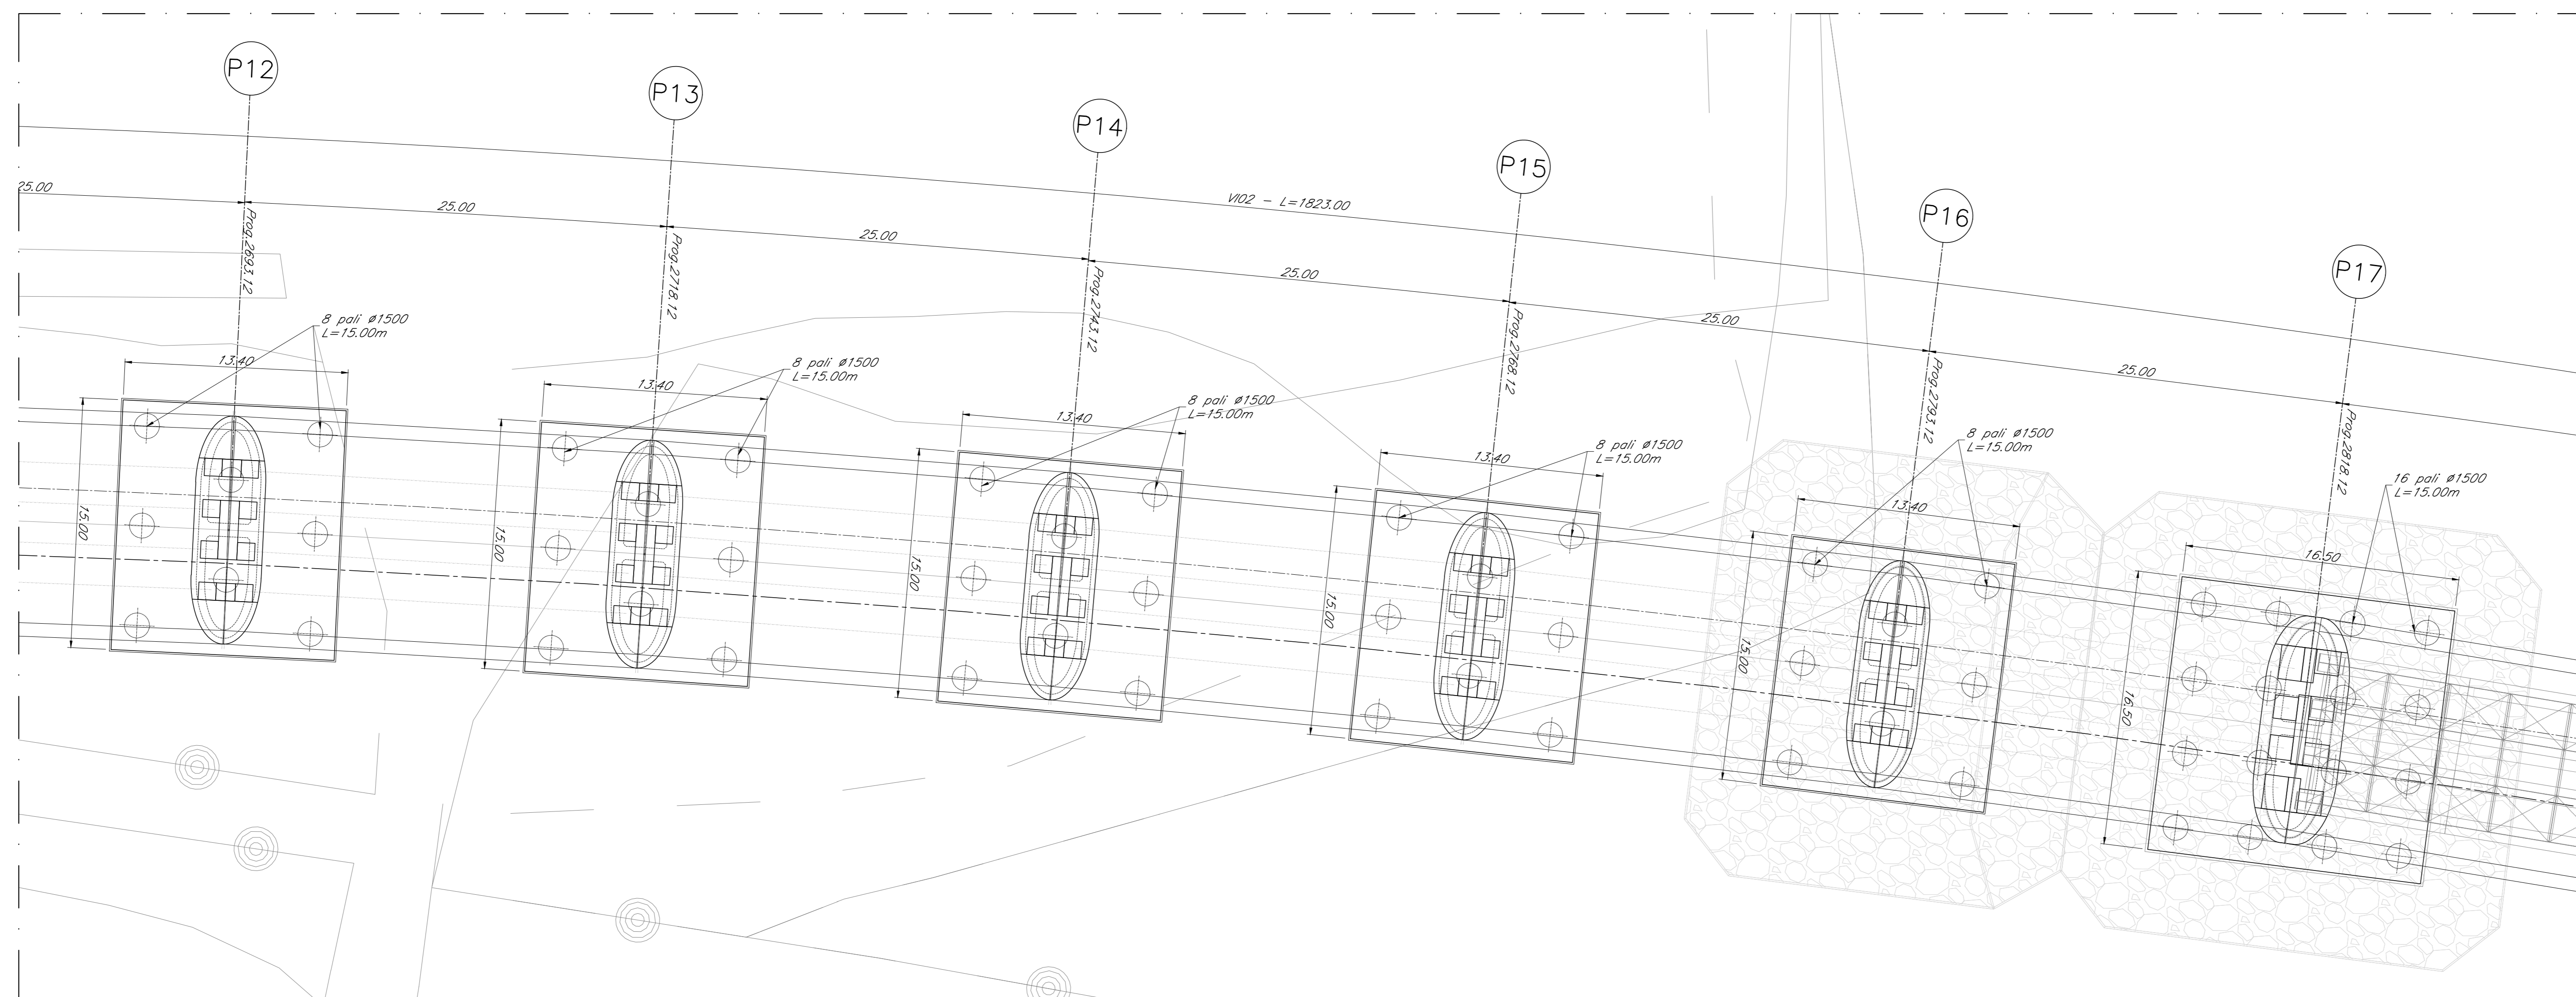 P12
P13
P14
P15
P16
P17
VI02 - L=1823.00
25.00
25.00
25.00
25.00
25.00
25.00
Prog.2693.12
Prog.2718.12
Prog.2743.12
Prog.2768.12
Prog.2793.12
Prog.2818.12
8 pali ø1500
L=15.00m
13.40
15.00
8 pali ø1500
L=15.00m
13.40
15.00
8 pali ø1500
L=15.00m
13.40
15.00
8 pali ø1500
L=15.00m
13.40
15.00
8 pali ø1500
L=15.00m
13.40
15.00
16 pali ø1500
L=15.00m
16.50
16.50